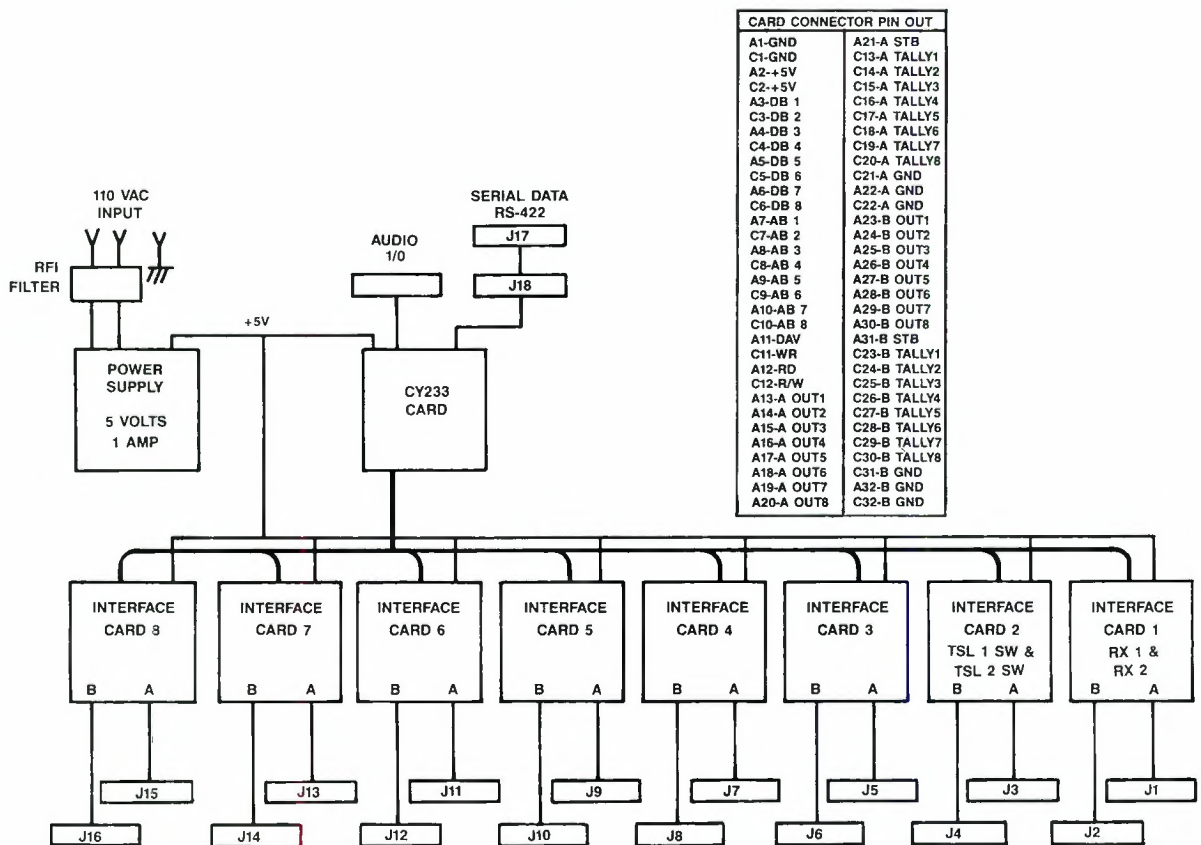 CARD CONNECTOR PIN OUT
A1-GND
C1-GND
A2-+5V
C2-+5V
A3-DB 1
C3-DB 2
A4-DB 3
C4-DB 4
A5-DB 5
C5-DB 6
A6-DB 7
C6-DB 8
A7-AB 1
C7-AB 2
A8-AB 3
C8-AB 4
A9-AB 5
C9-AB 6
A10-AB 7
C10-AB 8
A11-DAV
C11-WR
A12-RD
C12-R/W
A13-A OUT1
A14-A OUT2
A15-A OUT3
A16-A OUT4
A17-A OUT5
A18-A OUT6
A19-A OUT7
A20-A OUT8
A21-A STB
C13-A TALLY1
C14-A TALLY2
C15-A TALLY3
C16-A TALLY4
C17-A TALLY5
C18-A TALLY6
C19-A TALLY7
C20-A TALLY8
C21-A GND
A22-A GND
C22-A GND
A23-B OUT1
A24-B OUT2
A25-B OUT3
A26-B OUT4
A27-B OUT5
A28-B OUT6
A29-B OUT7
A30-B OUT8
A31-B STB
C23-B TALLY1
C24-B TALLY2
C25-B TALLY3
C26-B TALLY4
C27-B TALLY5
C28-B TALLY6
C29-B TALLY7
C30-B TALLY8
C31-B GND
A32-B GND
C32-B GND
110 VAC
INPUT
RFI
FILTER
AUDIO
1/0
SERIAL DATA
RS-422
J17
J18
+5V
POWER
SUPPLY
5 VOLTS
1 AMP
CY233
CARD
INTERFACE
CARD 8
B A
INTERFACE
CARD 7
B A
INTERFACE
CARD 6
B A
INTERFACE
CARD 5
B A
INTERFACE
CARD 4
B A
INTERFACE
CARD 3
B A
INTERFACE
CARD 2
TSL 1 SW &
TSL 2 SW
B A
INTERFACE
CARD 1
RX 1 &
RX 2
B A
J15 J13 J11 J9 J7 J5 J3 J1
J16 J14 J12 J10 J8 J6 J4 J2